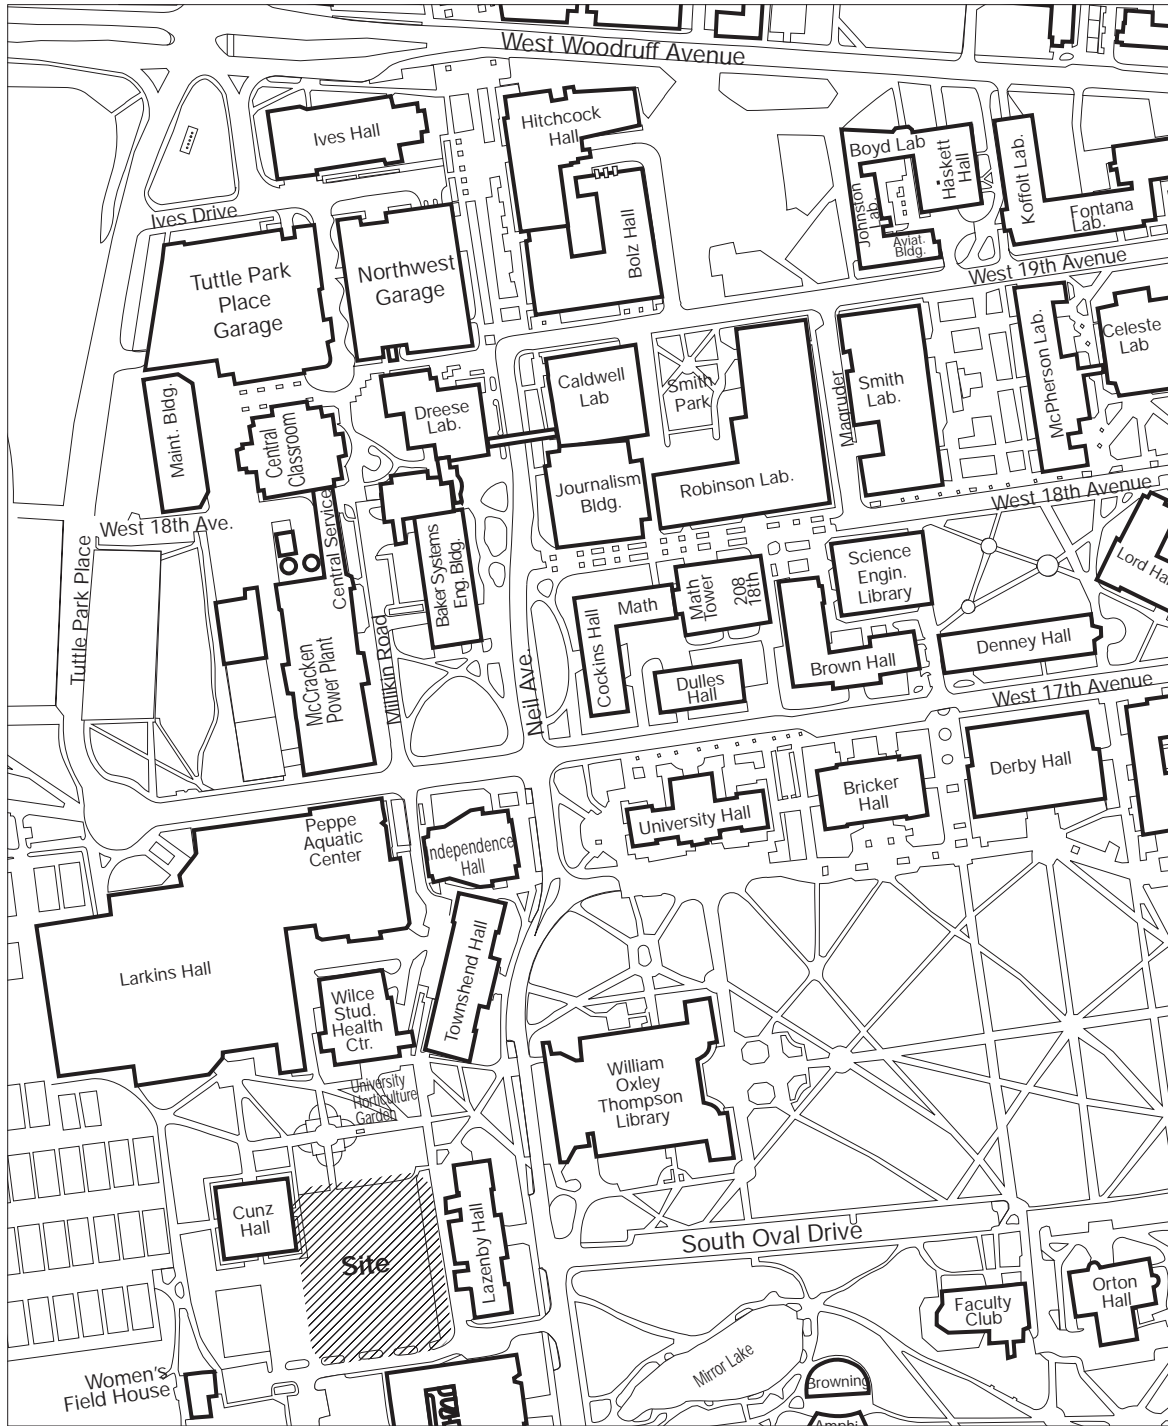 West Woodruff Avenue
Ives Hall
Hitchcock
Hall
Boyd Lab
Haskett
Hall
Koffolt Lab.
Johnston
Lab.
Aviat.
Bldg.
Fontana
Lab.
Ives Drive
Tuttle Park
Place
Garage
Northwest
Garage
Bolz Hall
West 19th Avenue
Celeste
Lab
McPherson Lab.
Maint. Bldg.
Central
Classroom
Dreese
Lab.
Caldwell
Lab
Smith
Park
Magruder
Smith
Lab.
Journalism
Bldg.
Robinson Lab.
West 18th Avenue
West 18th Ave.
Central Service
Baker Systems
Eng. Bldg.
Science
Engin.
Library
Lord Ha
Tuttle Park Place
McCracken
Power Plant
Millikin Road
Neil Ave.
Cockins Hall
Math
Math
Tower
208
18th
Dulles
Hall
Brown Hall
Denney Hall
West 17th Avenue
Peppe
Aquatic
Center
ndependence
Hall
University Hall
Bricker
Hall
Derby Hall
Larkins Hall
Wilce
Stud.
Health
Ctr.
Townshend Hall
University
Horticulture
Garden
William
Oxley
Thompson
Library
Cunz
Hall
Site
Lazenby Hall
South Oval Drive
Faculty
Club
Orton
Hall
Women's
Field House
Mirror Lake
Browning
Amphi